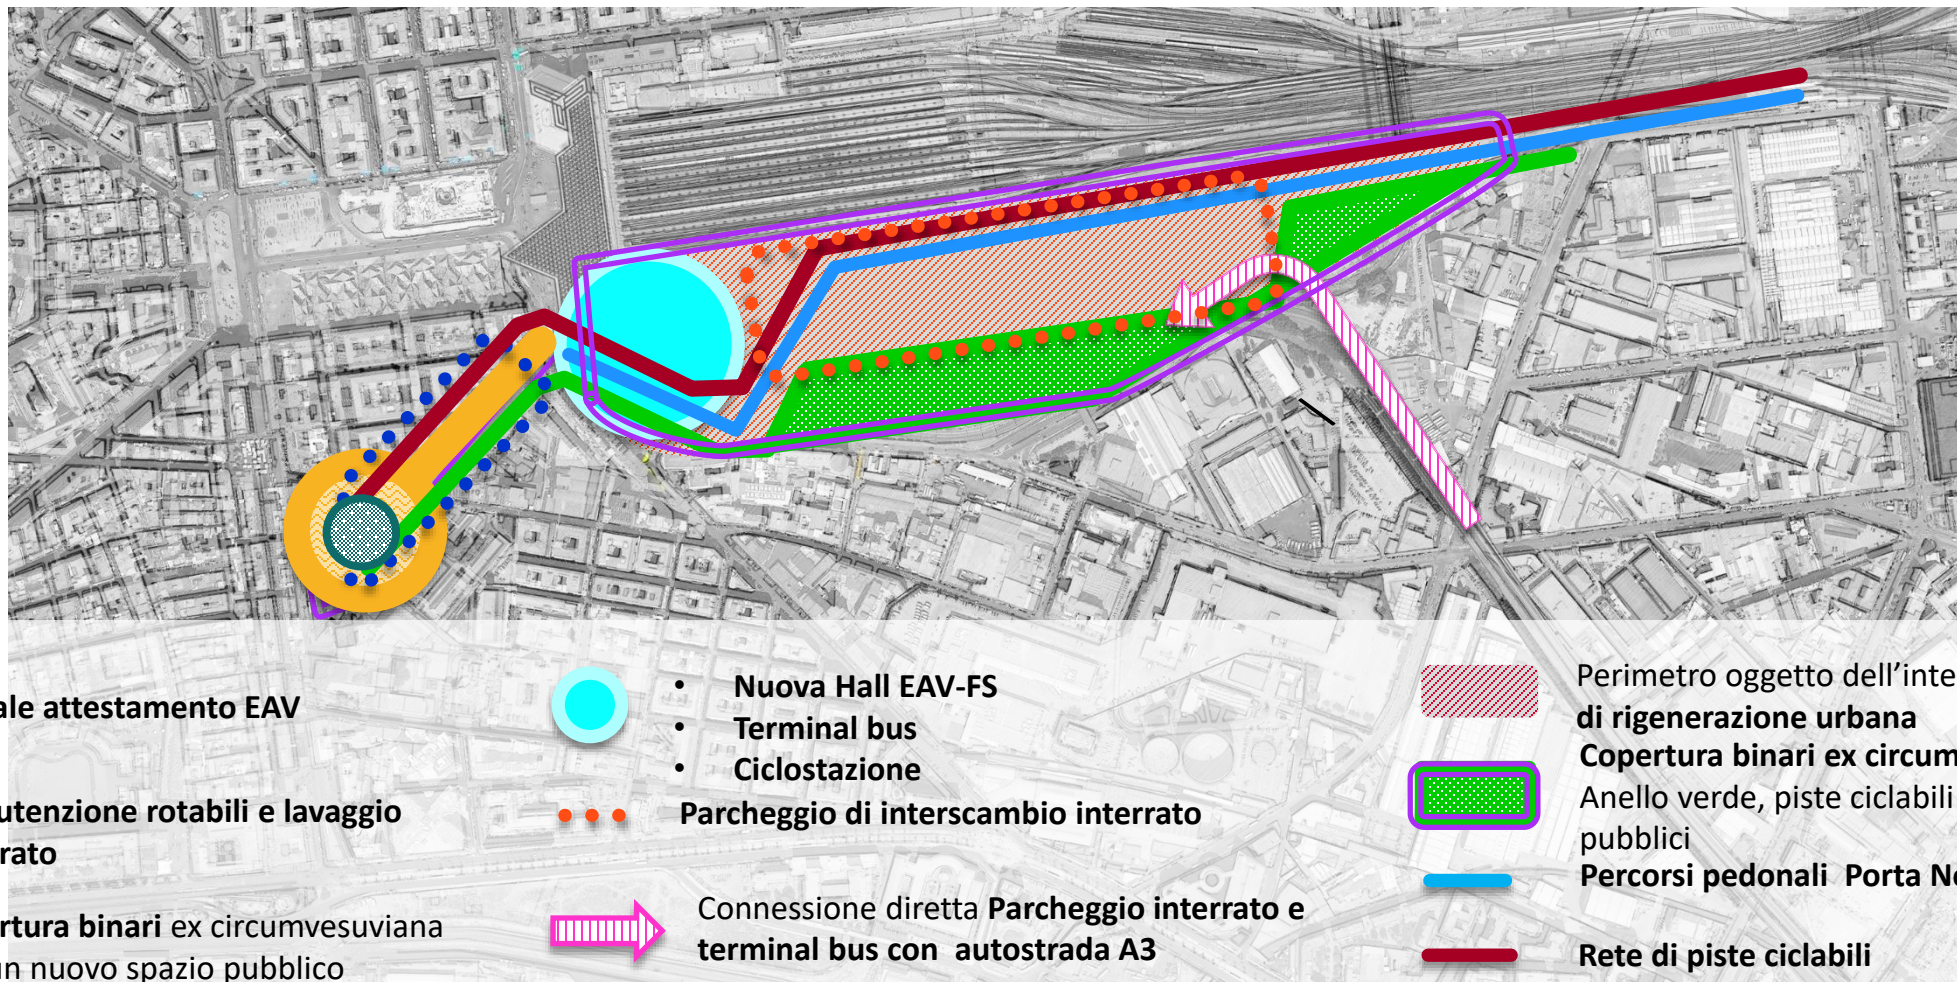 ale attestamento EAV
utenzione rotabili e lavaggio
rato
rtura binari ex circumvesuviana
un nuovo spazio pubblico
• Nuova Hall EAV-FS
• Terminal bus
• Ciclostazione
Parcheggio di interscambio interrato
Connessione diretta Parcheggio interrato e
terminal bus con autostrada A3
Perimetro oggetto dell’inte
di rigenerazione urbana
Copertura binari ex circum
Anello verde, piste ciclabili
pubblici
Percorsi pedonali Porta N
Rete di piste ciclabili